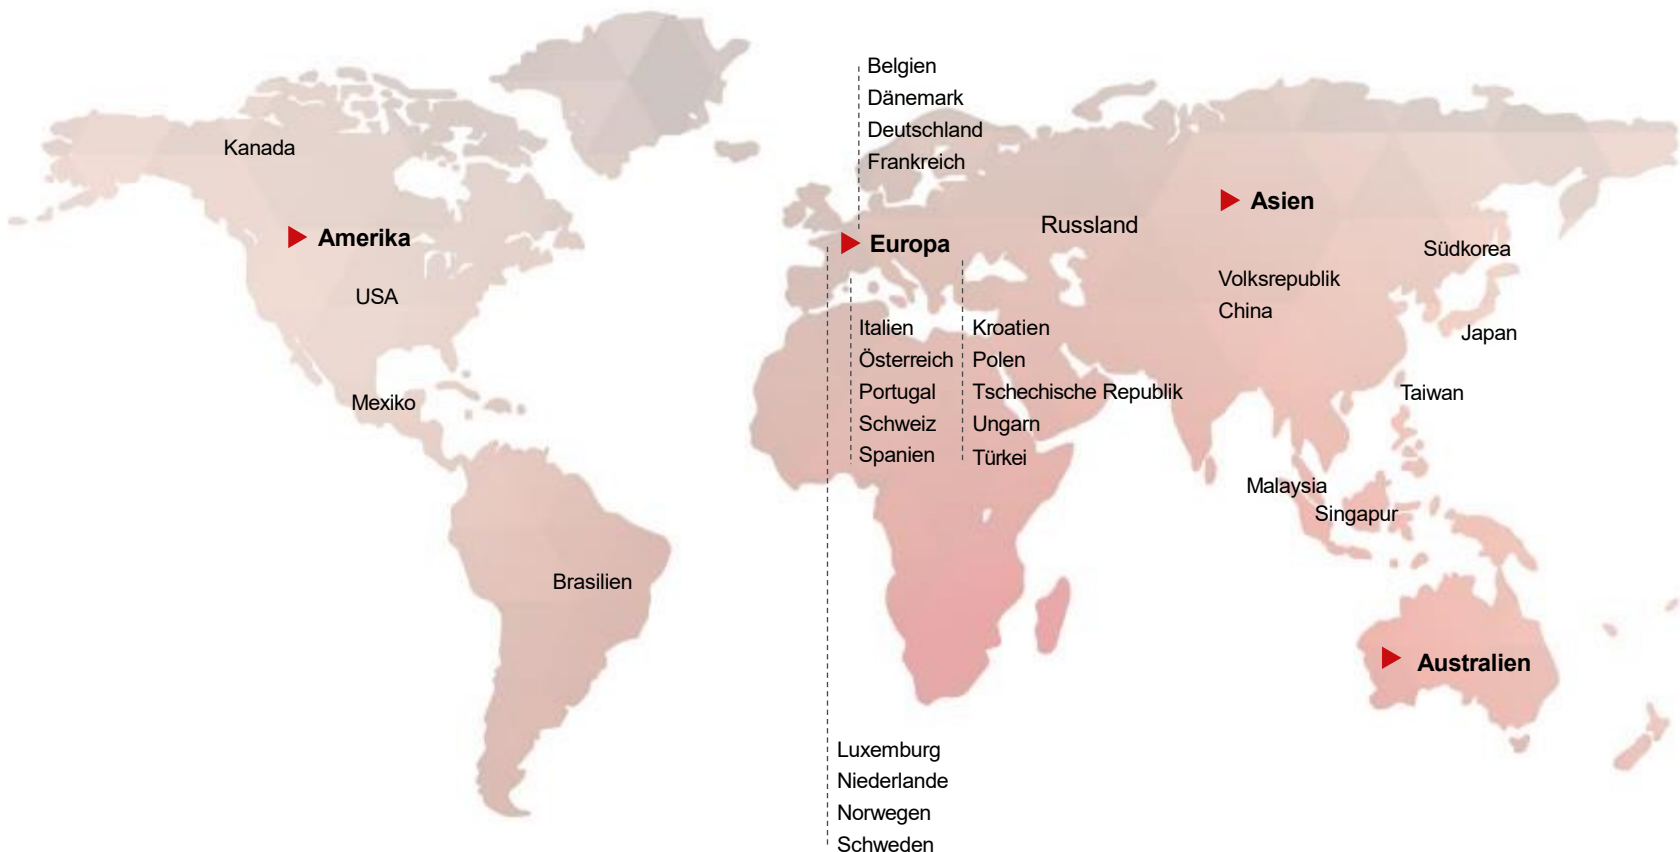 Belgien
Dänemark
Deutschland
Frankreich
Kanada
Asien
Russland
Amerika
Europa
Südkorea
USA
Volksrepublik
China
Italien
Österreich
Portugal
Schweiz
Spanien
Kroatien
Polen
Tschechische Republik
Ungarn
Türkei
Japan
Mexiko
Taiwan
Malaysia
Singapur
Brasilien
Australien
Luxemburg
Niederlande
Norwegen
Schweden